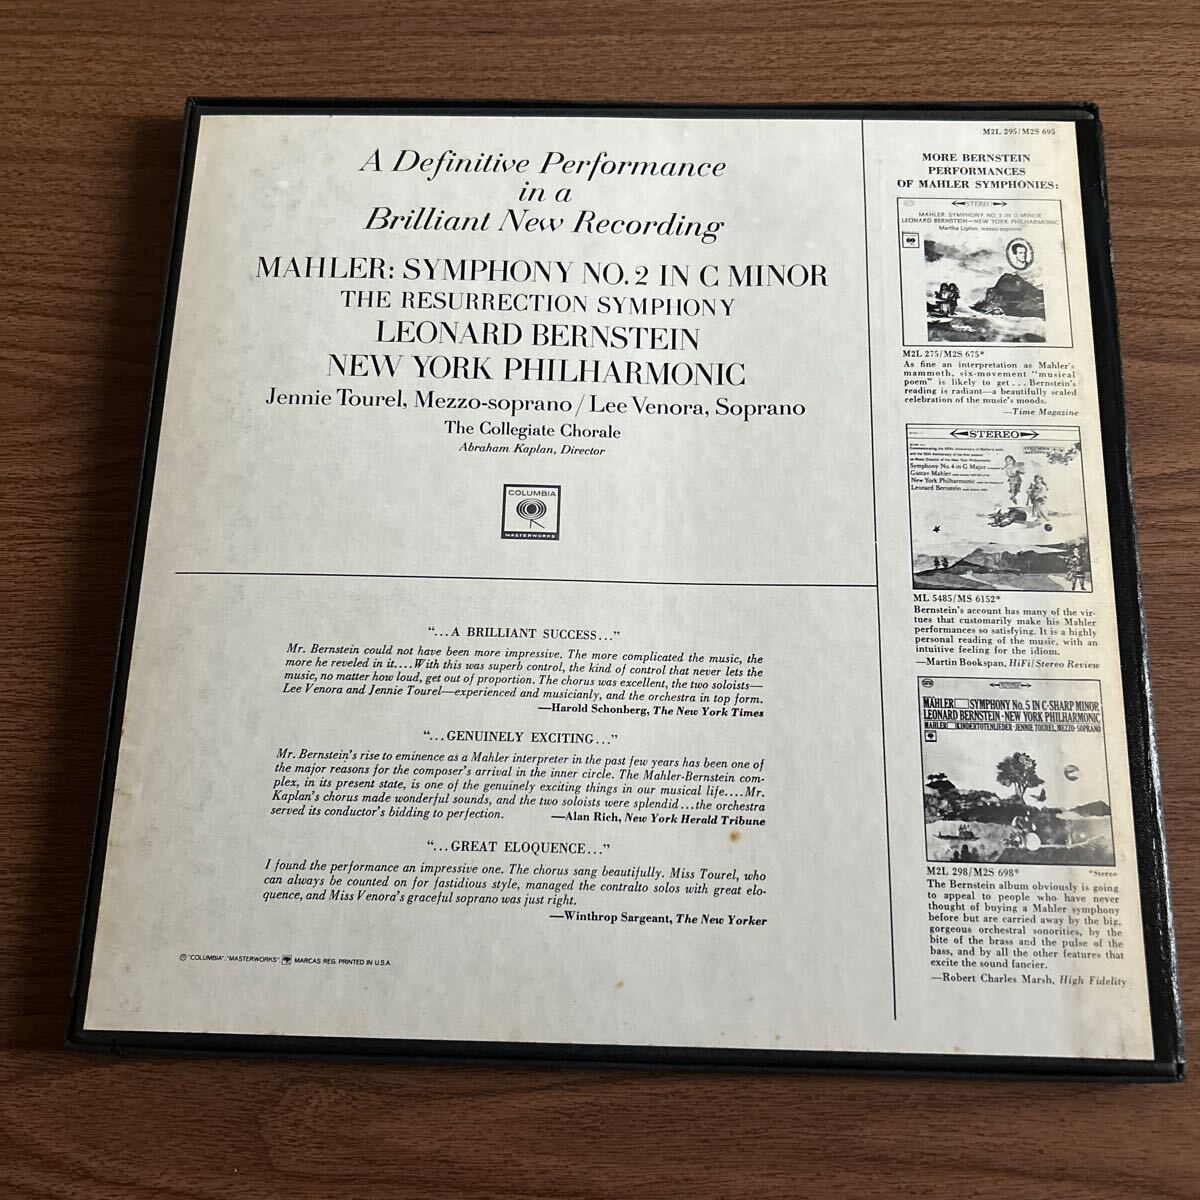 A Definitive Performance
in a
Brilliant New Recording
MAHLER: SYMPHONY NO. 2 IN C MINOR
THE RESURRECTION SYMPHONY
LEONARD BERNSTEIN
NEW YORK PHILHARMONIC
Jennie Tourel, Mezzo-soprano / Lee Venora, Soprano
The Collegiate Chorale
Abraham Kaplan, Director
COLUMBIA
MASTERWORKS
“...A BRILLIANT SUCCESS...”
Mr. Bernstein could not have been more impressive. The more complicated the music, the
more he reveled in it....With this was superb control, the kind of control that never lets the
music, no matter how loud, get out of proportion. The chorus was excellent, the two soloists—
Lee Venora and Jennie Tourel—experienced and musicianly, and the orchestra in top form.
—Harold Schonberg, The New York Times
“...GENUINELY EXCITING...”
Mr. Bernstein's rise to eminence as a Mahler interpreter in the past few years has been one of
the major reasons for the composer's arrival in the inner circle. The Mahler-Bernstein com-
plex, in its present state, is one of the genuinely exciting things in our musical life....Mr.
Kaplan's chorus made wonderful sounds, and the two soloists were splendid...the orchestra
served its conductor's bidding to perfection. —Alan Rich, New York Herald Tribune
“...GREAT ELOQUENCE...”
I found the performance an impressive one. The chorus sang beautifully. Miss Tourel, who
can always be counted on for fastidious style, managed the contralto solos with great elo-
quence, and Miss Venora's graceful soprano was just right.
—Winthrop Sargeant, The New Yorker
℗ "COLUMBIA", "MASTERWORKS", MARCAS REG. PRINTED IN U.S.A.
M2L 295/M2S 695
MORE BERNSTEIN
PERFORMANCES
OF MAHLER SYMPHONIES:
STEREO
MAHLER: SYMPHONY NO. 3 IN D MINOR
LEONARD BERNSTEIN—NEW YORK PHILHARMONIC
Martha Lipton, mezzo-soprano
M2L 275/M2S 675*
As fine an interpretation as Mahler's
mammoth, six-movement “musical
poem” is likely to get... Bernstein's
reading is radiant—a beautifully scaled
celebration of the music's moods.
—Time Magazine
STEREO
Symphony No. 4 in G Major
Gustav Mahler
New York Philharmonic
Leonard Bernstein
ML 5485/MS 6152*
Bernstein's account has many of the vir-
tues that customarily make his Mahler
performances so satisfying. It is a highly
personal reading of the music, with an
intuitive feeling for the idiom.
—Martin Bookspan, HiFi/Stereo Review
STEREO
MAHLER SYMPHONY NO. 5 IN C-SHARP MINOR
LEONARD BERNSTEIN·NEW YORK PHILHARMONIC
MAHLER KINDERTOTENLIEDER·JENNIE TOUREL, MEZZO-SOPRANO
M2L 298/M2S 698* *Stereo
The Bernstein album obviously is going
to appeal to people who have never
thought of buying a Mahler symphony
before but are carried away by the big,
gorgeous orchestral sonorities, by the
bite of the brass and the pulse of the
bass, and by all the other features that
excite the sound fancier.
—Robert Charles Marsh, High Fidelity